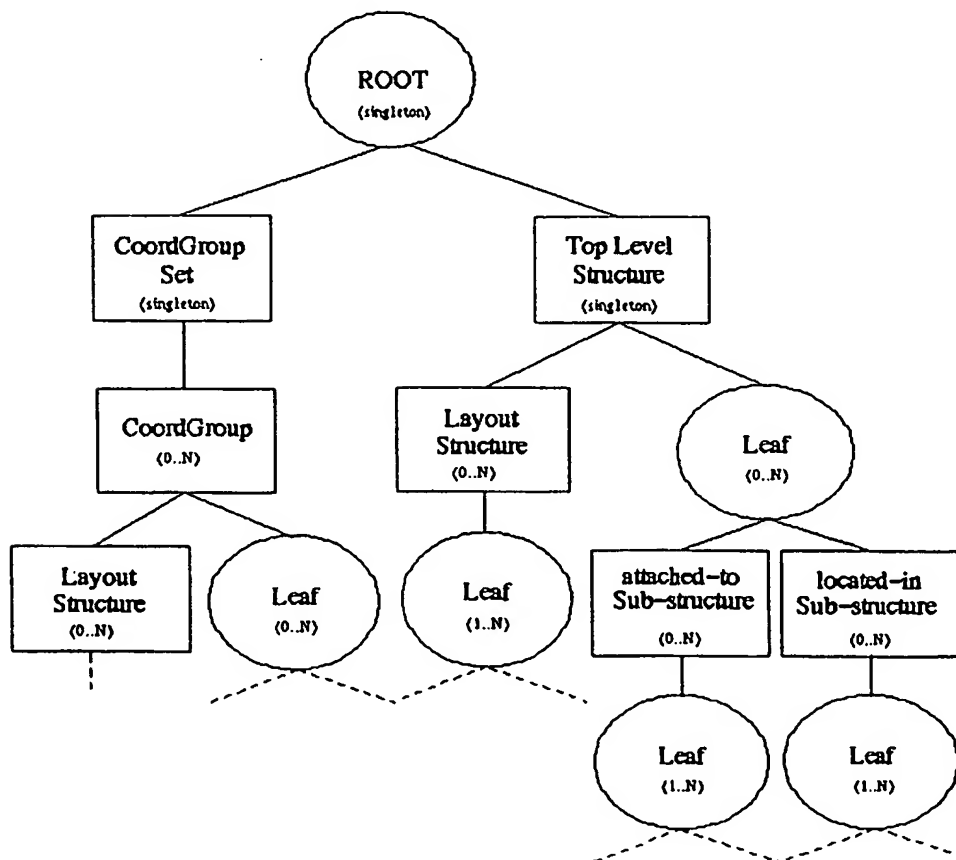 ROOT
(singleton)
CoordGroup
Set
(singleton)
Top Level
Structure
(singleton)
CoordGroup
(0..N)
Layout
Structure
(0..N)
Leaf
(0..N)
Layout
Structure
(0..N)
Leaf
(0..N)
Leaf
(1..N)
attached-to
Sub-structure
(0..N)
located-in
Sub-structure
(0..N)
Leaf
(1..N)
Leaf
(1..N)